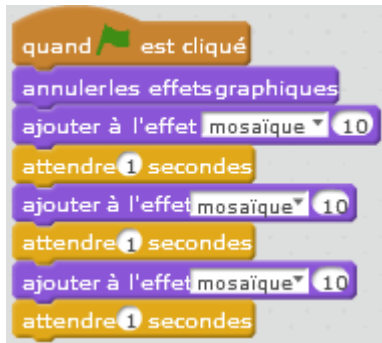 quand est cliqué
annulerles effetsgraphiques
ajouter à l'effet mosaïque 10
attendre 1 secondes
ajouter à l'effet mosaïque 10
attendre 1 secondes
ajouter à l'effet mosaïque 10
attendre 1 secondes